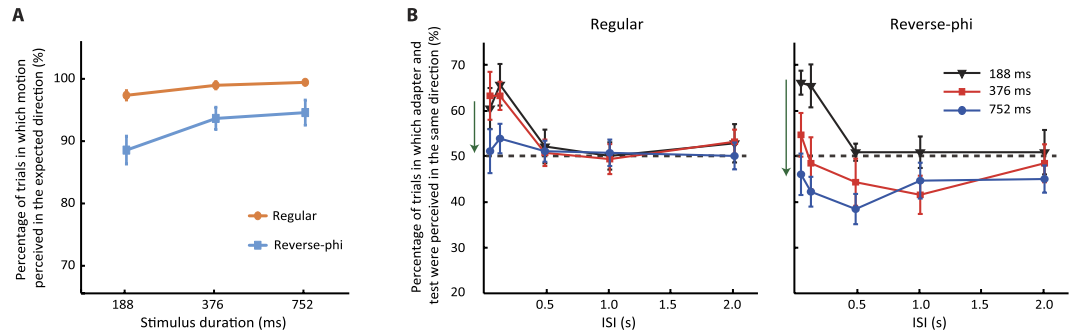 A
Percentage of trials in which motion
perceived in the expected direction (%)
100
90
80
70
Regular
Reverse-phi
188
376
752
Stimulus duration (ms)
B
Percentage of trials in which adapter and
test were perceived in the same direction (%)
Regular
70
60
50
40
30
20
0.5
1.0
1.5
2.0
ISI (s)
Reverse-phi
188 ms
376 ms
752 ms
0.5
1.0
1.5
2.0
ISI (s)